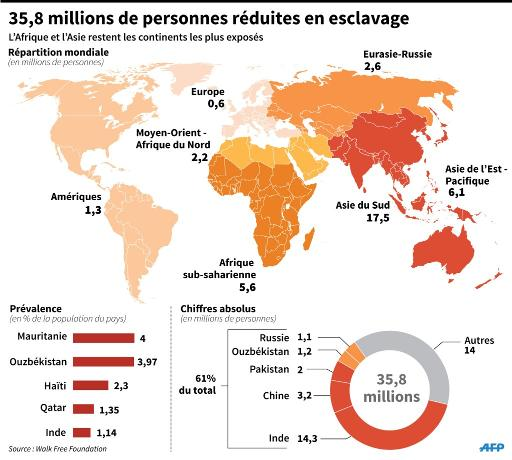 35,8 millions de personnes réduites en esclavage
L'Afrique et l'Asie restent les continents les plus exposés
Répartition mondiale
(en millions de personnes)
Eurasie-Russie
2,6
Europe
0,6
Moyen-Orient -
Afrique du Nord
2,2
Asie de l'Est -
Pacifique
6,1
Amériques
1,3
Asie du Sud
17,5
Afrique
sub-saharienne
5,6
Prévalence
(en % de la population du pays)
Mauritanie 4
Ouzbékistan 3,97
Haïti 2,3
Qatar 1,35
Inde 1,14
Source : Walk Free Foundation
Chiffres absolus
(en millions de personnes)
61%
du total
Russie 1,1
Ouzbékistan 1,2
Pakistan 2
Chine 3,2
Inde 14,3
35,8
millions
Autres
14
AFP